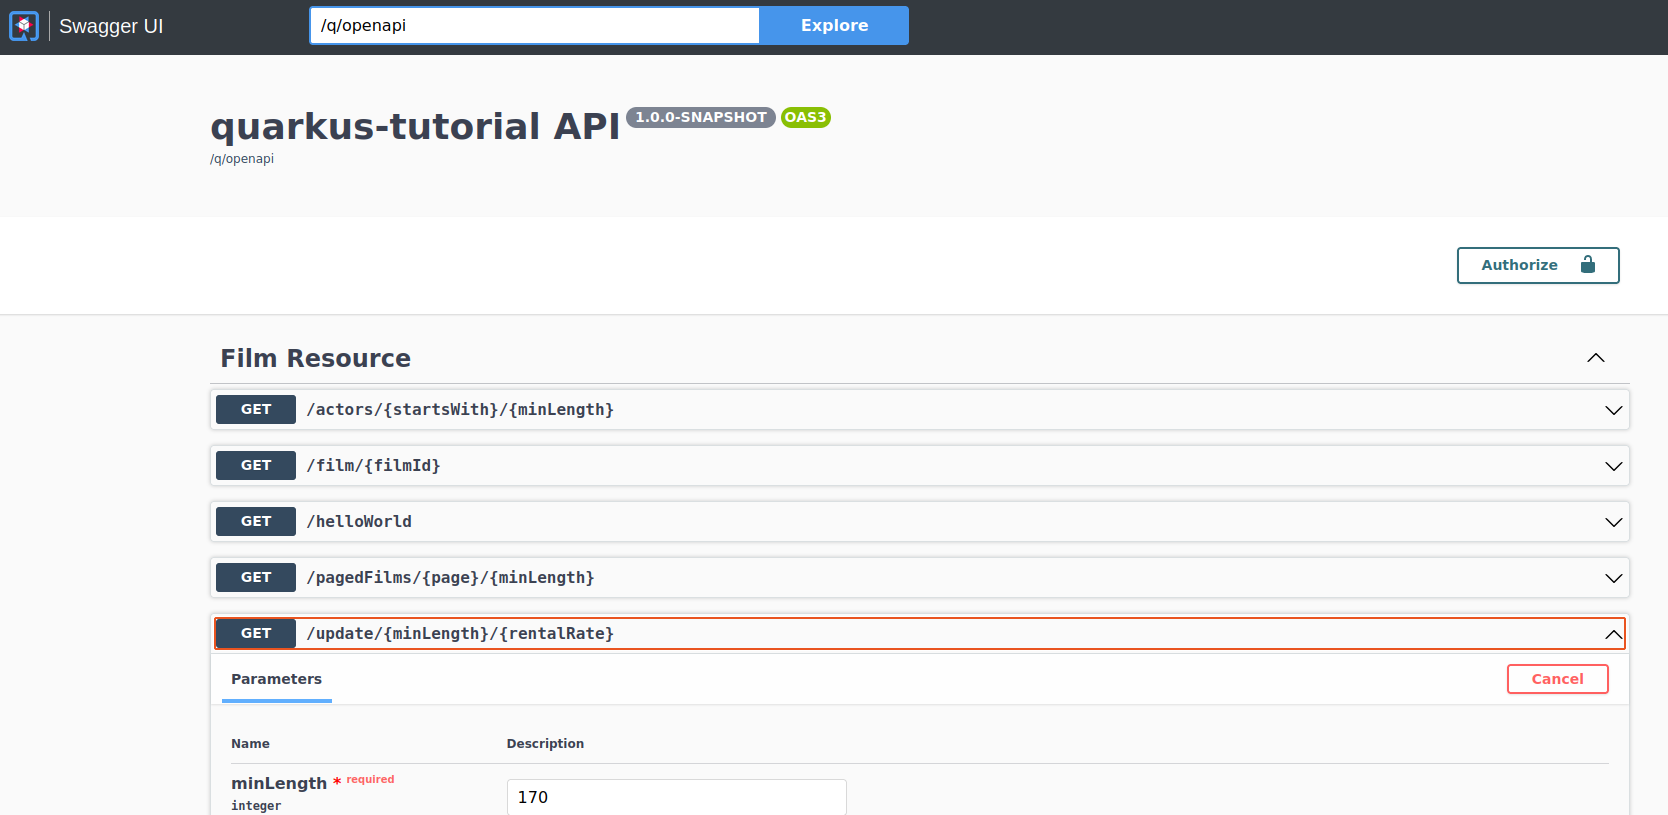 Swagger UI
/q/openapi
Explore
quarkus-tutorial API 1.0.0-SNAPSHOT OAS3
/q/openapi
Authorize
Film Resource
GET /actors/{startsWith}/{minLength}
GET /film/{filmId}
GET /helloWorld
GET /pagedFilms/{page}/{minLength}
GET /update/{minLength}/{rentalRate}
Parameters
Cancel
Name Description
minLength * required
170
integer